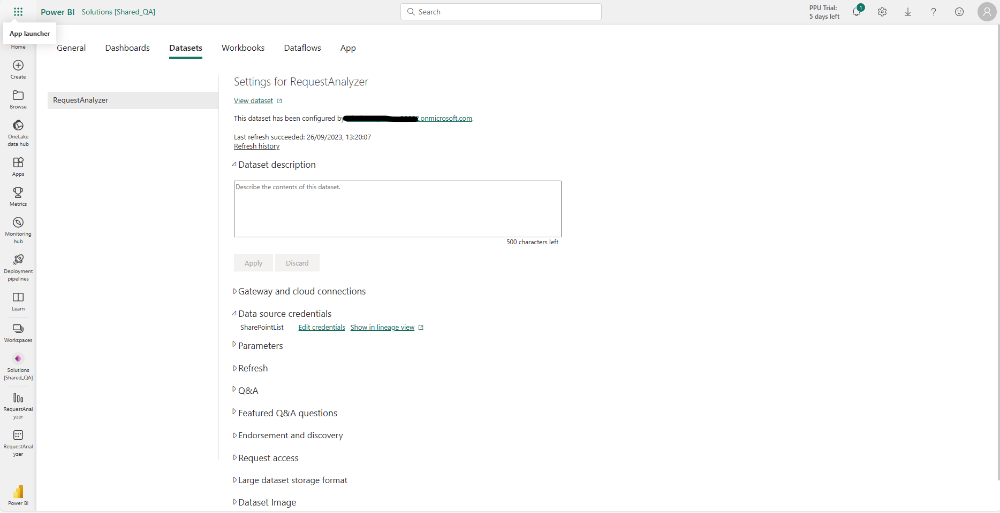 Power BI Solutions [Shared_QA]
Search
PPU Trial:
5 days left
1
App launcher
Home
Create
Browse
OneLake
data hub
Apps
Metrics
Monitoring
hub
Deployment
pipelines
Learn
Workspaces
Solutions
[Shared_QA]
RequestAnal
yzer
RequestAnal
yzer
Power BI
General Dashboards Datasets Workbooks Dataflows App
RequestAnalyzer
Settings for RequestAnalyzer
View dataset
This dataset has been configured by .onmicrosoft.com.
Last refresh succeeded: 26/09/2023, 13:20:07
Refresh history
Dataset description
Describe the contents of this dataset.
500 characters left
Apply Discard
Gateway and cloud connections
Data source credentials
SharePointList Edit credentials Show in lineage view
Parameters
Refresh
Q&A
Featured Q&A questions
Endorsement and discovery
Request access
Large dataset storage format
Dataset Image